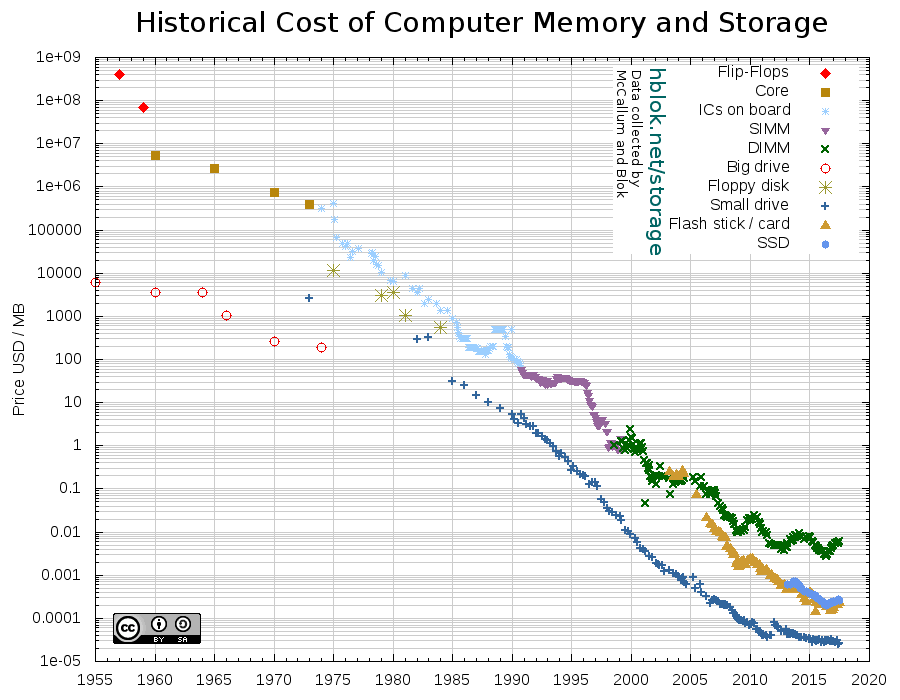 Historical Cost of Computer Memory and Storage
Price USD / MB
1e+09
1e+08
1e+07
1e+06
100000
10000
1000
100
10
1
0.1
0.01
0.001
0.0001
1e-05
1955
1960
1965
1970
1975
1980
1985
1990
1995
2000
2005
2010
2015
2020
hblok.net/storage
Data collected by
McCallum and Blok
Flip-Flops
Core
ICs on board
SIMM
DIMM
Big drive
Floppy disk
Small drive
Flash stick / card
SSD
cc
BY SA